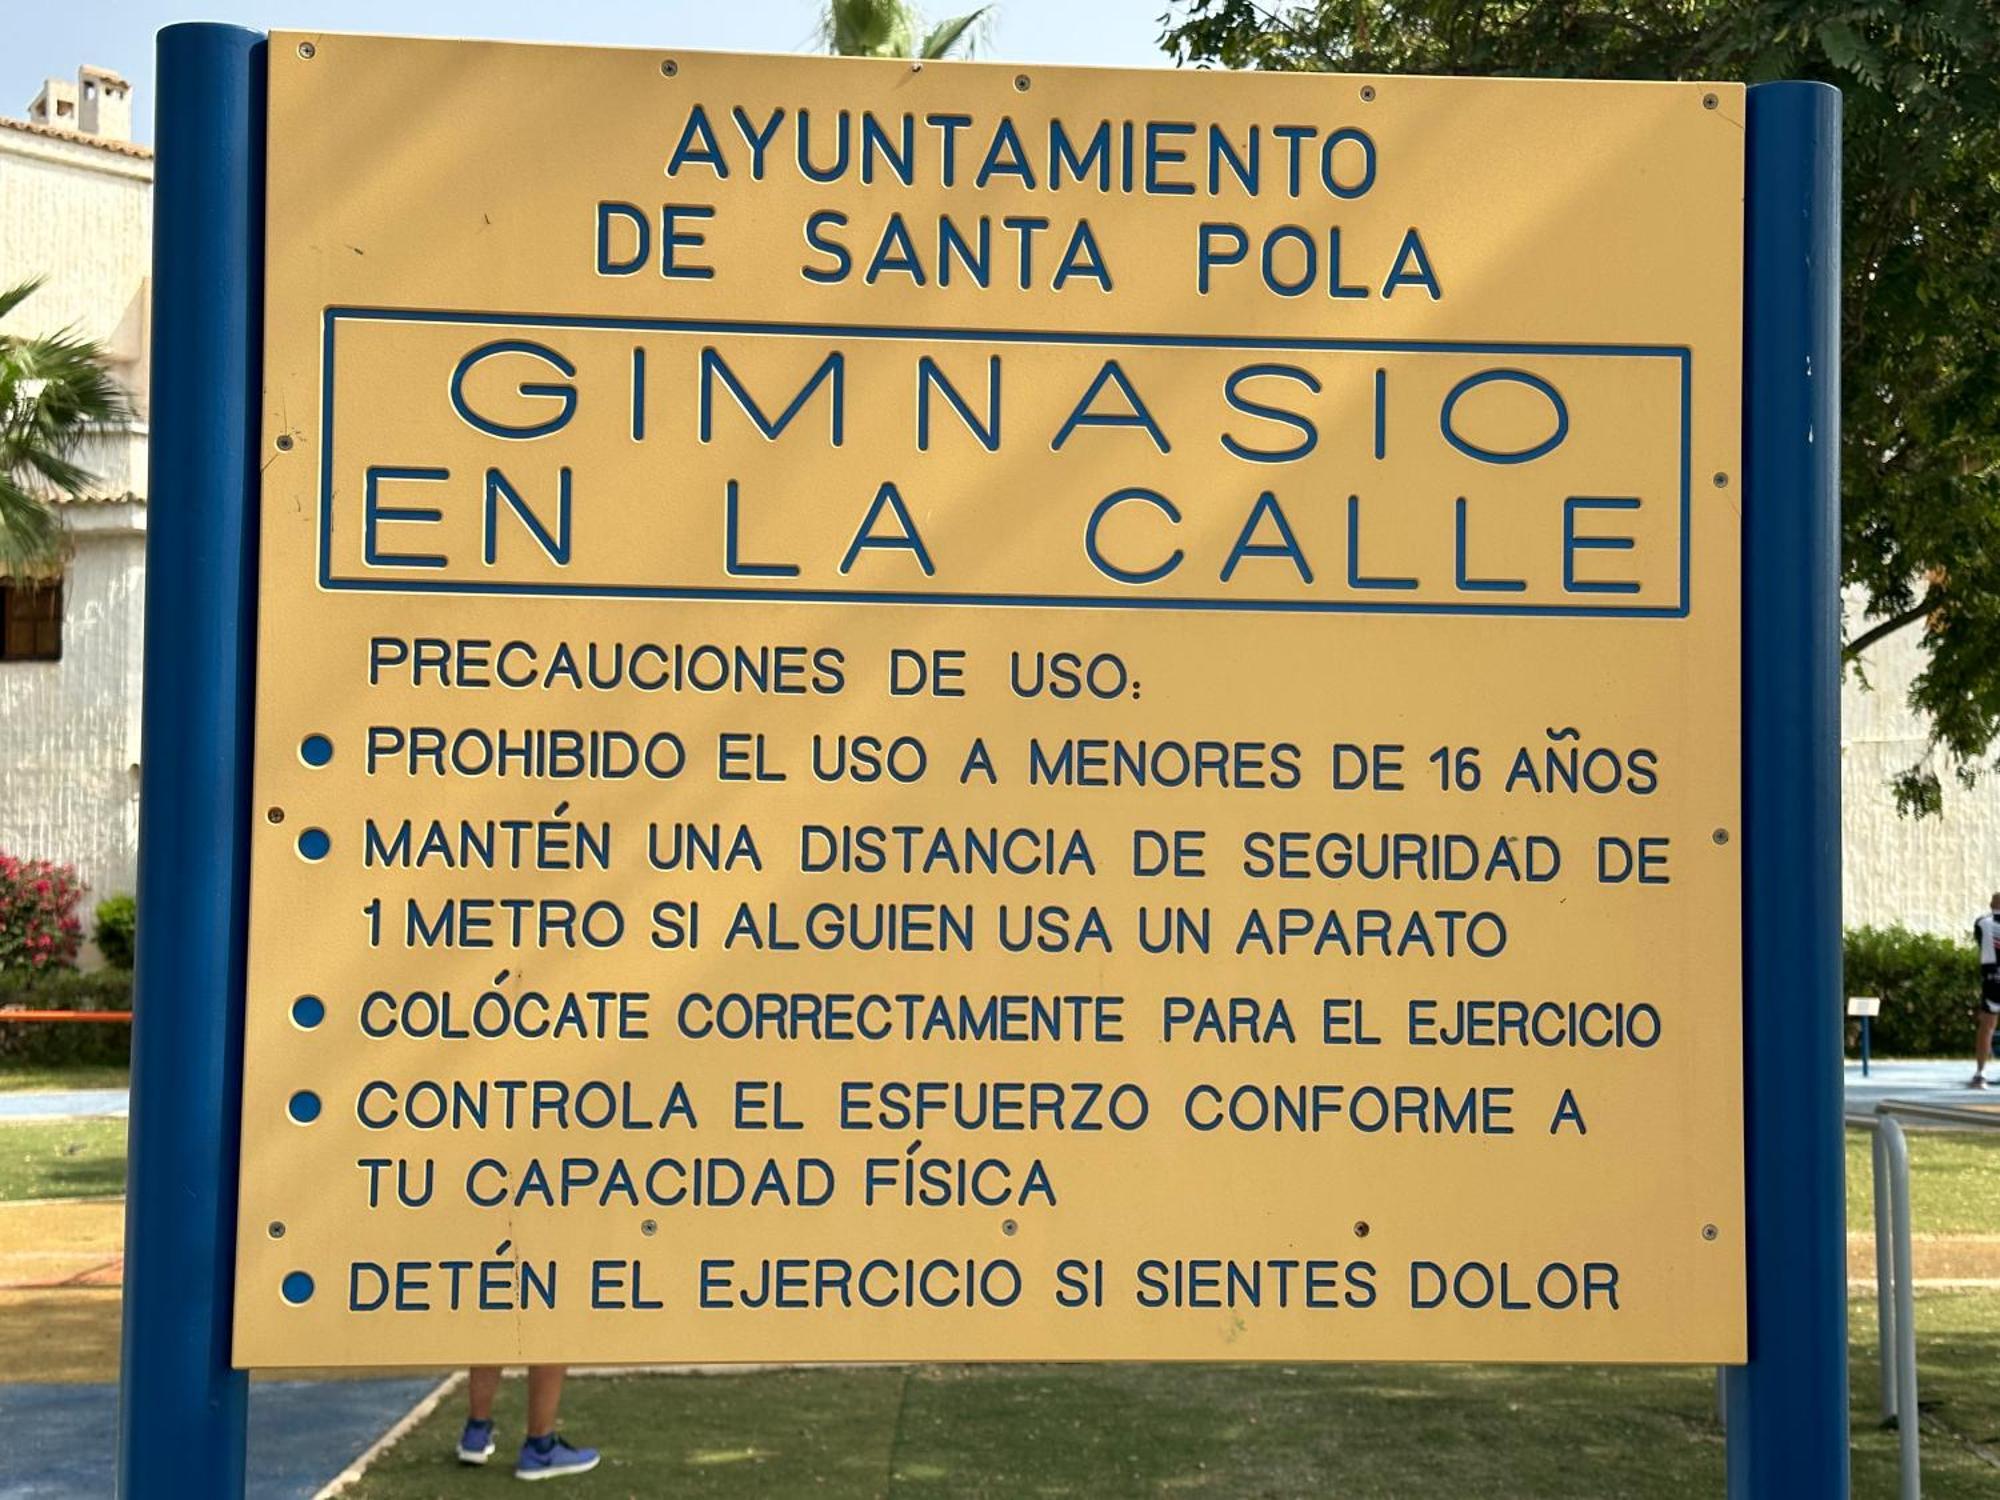 AYUNTAMIENTO
DE SANTA POLA
GIMNASIO
EN LA CALLE
PRECAUCIONES DE USO:
● PROHIBIDO EL USO A MENORES DE 16 AÑOS
● MANTÉN UNA DISTANCIA DE SEGURIDAD DE
1 METRO SI ALGUIEN USA UN APARATO
● COLÓCATE CORRECTAMENTE PARA EL EJERCICIO
● CONTROLA EL ESFUERZO CONFORME A
TU CAPACIDAD FÍSICA
● DETÉN EL EJERCICIO SI SIENTES DOLOR